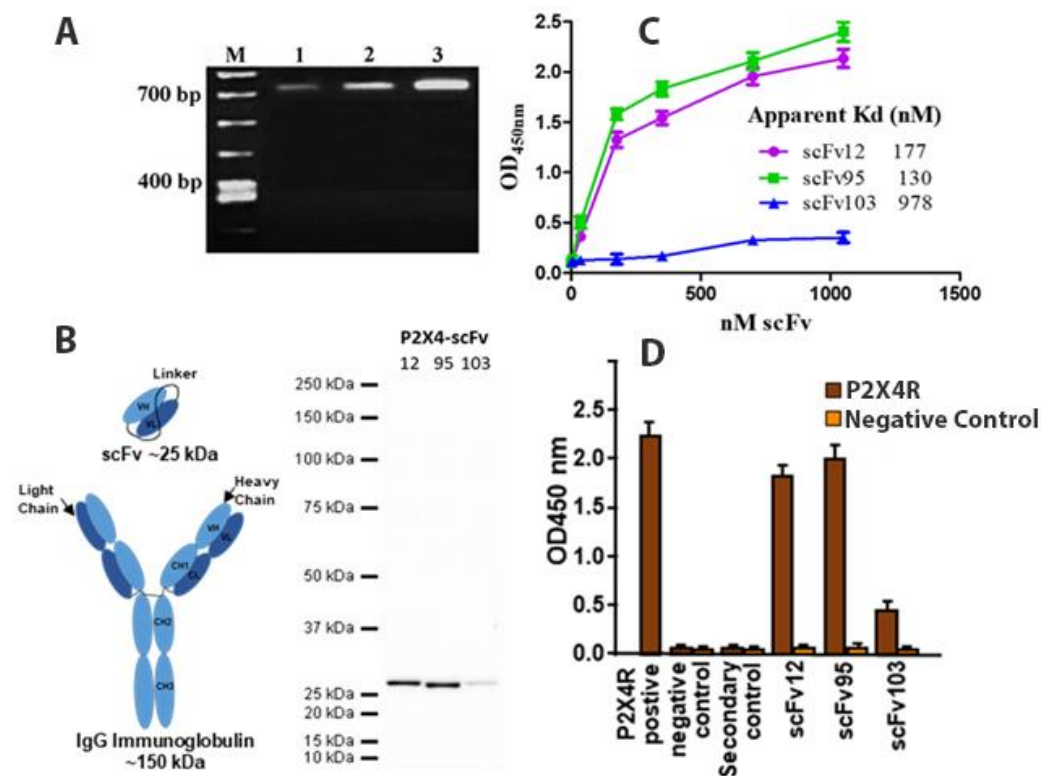 A
M 1 2 3
700 bp
400 bp
C
2.5
2.0
1.5
1.0
0.5
0.0
OD450nm
0 500 1000 1500
nM scFv
Apparent Kd (nM)
scFv12 177
scFv95 130
scFv103 978
B
Linker
VH
VL
scFv ~25 kDa
Light
Chain
Heavy
Chain
VH
VL
CH1
CL
CH2
CH3
IgG Immunoglobulin
~150 kDa
P2X4-scFv
12 95 103
250 kDa
150 kDa
100 kDa
75 kDa
50 kDa
37 kDa
25 kDa
20 kDa
15 kDa
10 kDa
D
P2X4R
Negative Control
OD450 nm
2.5
2.0
1.5
1.0
0.5
0.0
P2X4R
postive
negative
control
Secondary
control
scFv12
scFv95
scFv103